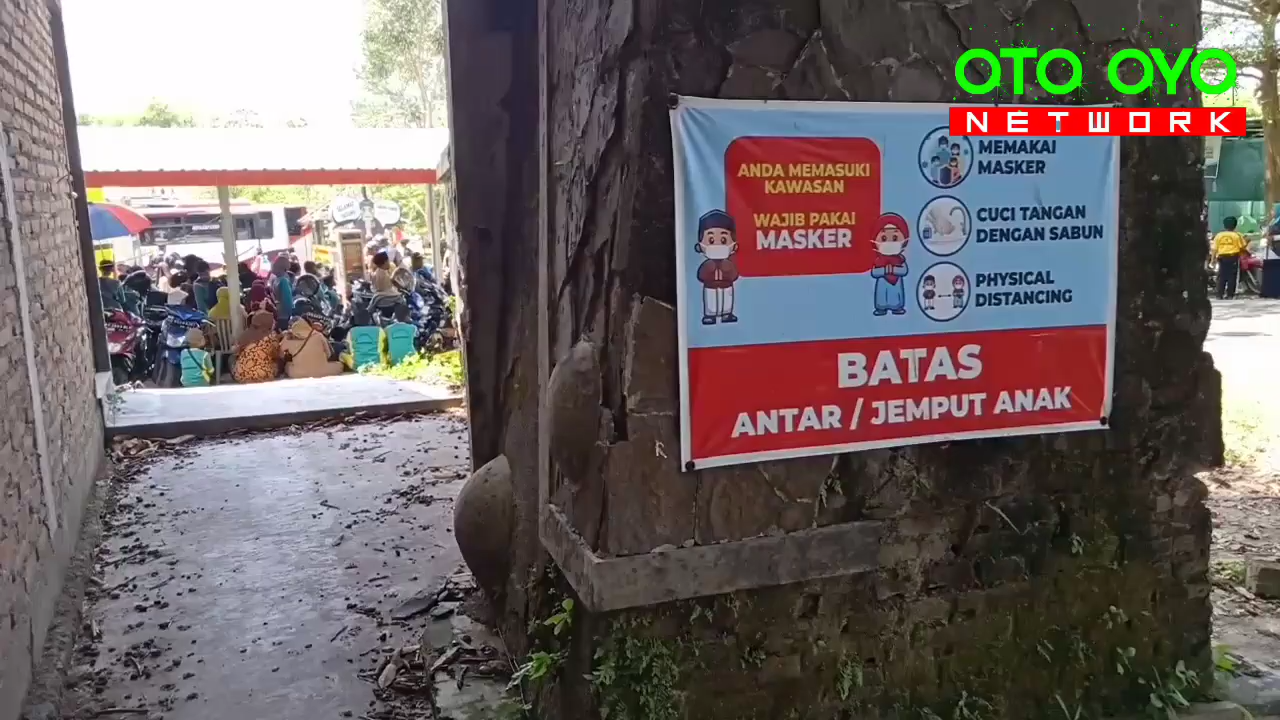 OTO OYO
NETWORK
ANDA MEMASUKI
KAWASAN
WAJIB PAKAI
MASKER
MEMAKAI
MASKER
CUCI TANGAN
DENGAN SABUN
PHYSICAL
DISTANCING
BATAS
ANTAR / JEMPUT ANAK